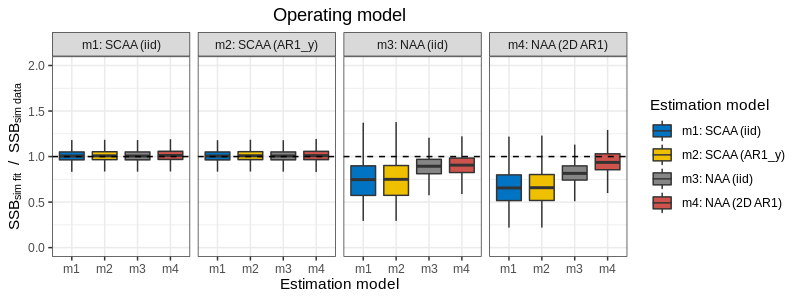 Operating model
m1: SCAA (iid)
m2: SCAA (AR1_y)
m3: NAA (iid)
m4: NAA (2D AR1)
SSBsim fit / SSBsim data
2.0
1.5
1.0
0.5
0.0
m1 m2 m3 m4
m1 m2 m3 m4
m1 m2 m3 m4
m1 m2 m3 m4
Estimation model
Estimation model
m1: SCAA (iid)
m2: SCAA (AR1_y)
m3: NAA (iid)
m4: NAA (2D AR1)